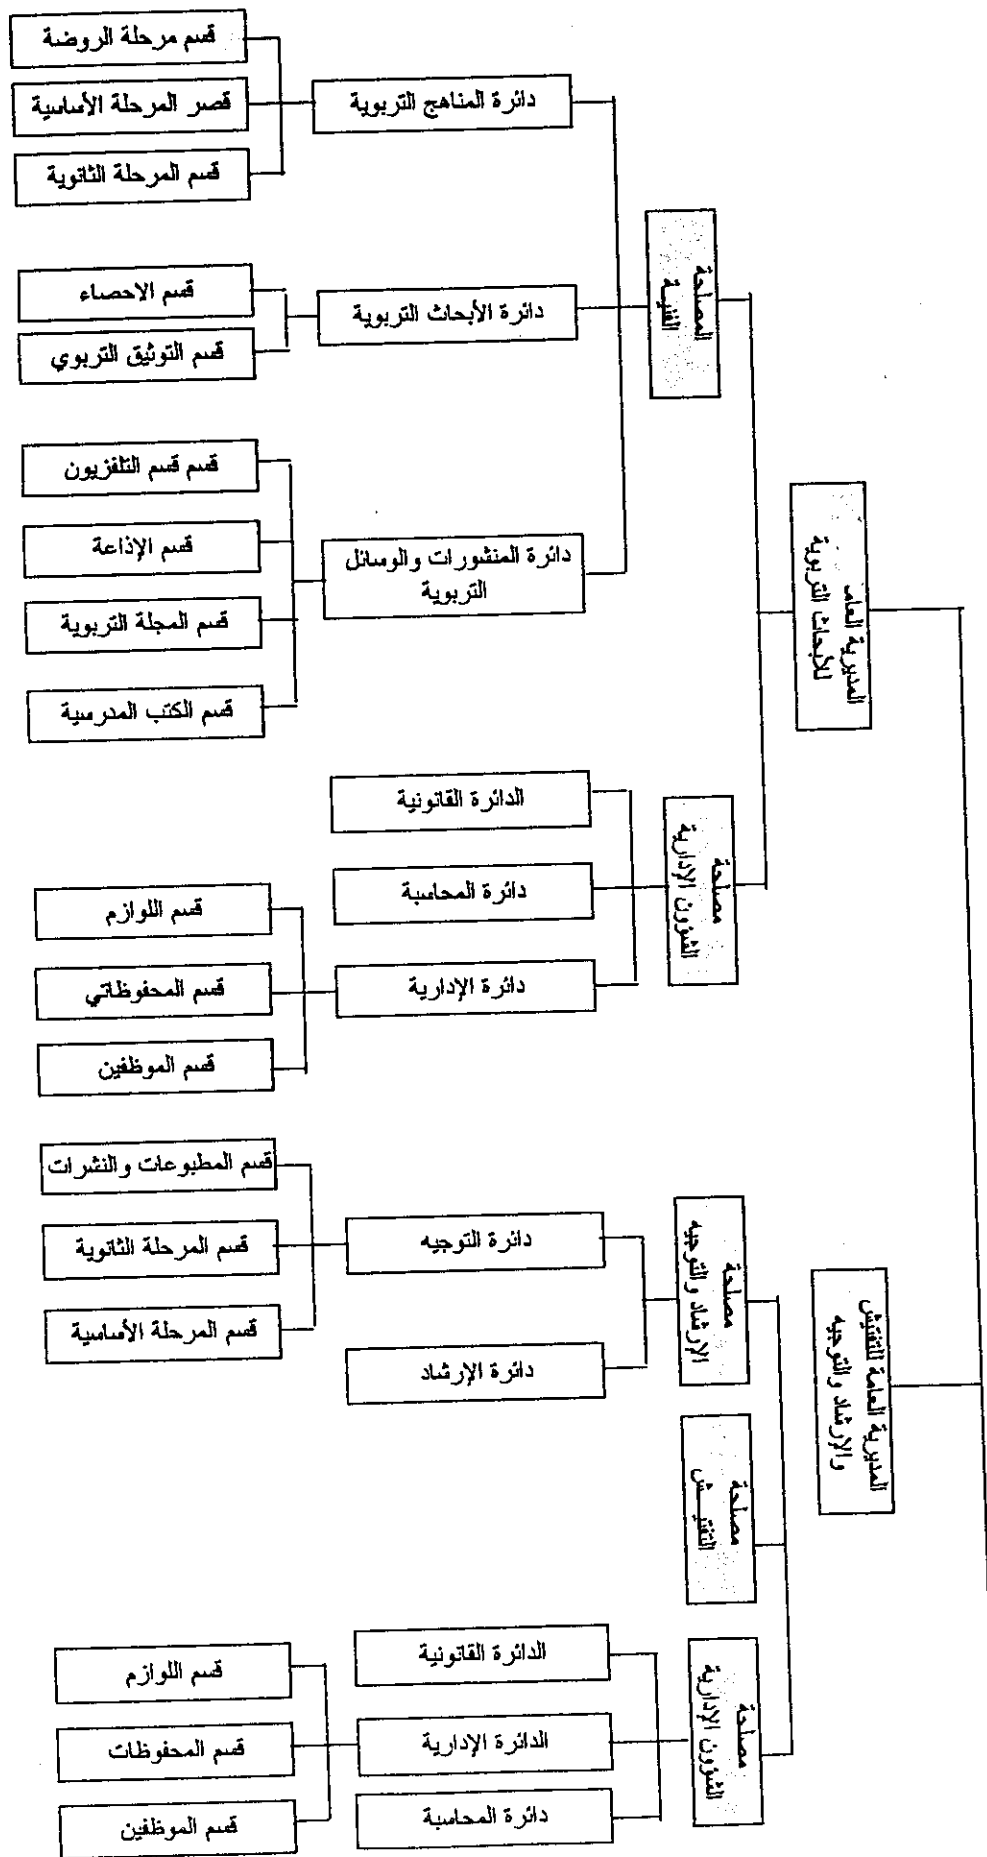 المديرية العامـ
للأبحاث التربوية
المصلحة
الفنيـة
دائرة المناهج التربوية
قسم مرحلة الروضة
قصر المرحلة الأساسية
قسم المرحلة الثانوية
دائرة الأبحاث التربوية
قسم الاحصاء
قسم التوثيق التربوي
دائرة المنشورات والوسائل
التربوية
قسم قسم التلفزيون
قسم الإذاعة
قسم المجلة التربوية
قسم الكتب المدرسية
مصلحة
الشؤون الإدارية
الدائرة القانونية
دائرة المحاسبة
دائرة الإدارية
قسم اللوازم
قسم المحفوظاتي
قسم الموظفين
المديرية العامة للتفتيش
والإرشاد والتوجيه
مصلحة
الإرشاد والتوجيه
دائرة التوجيه
قسم المطبوعات والنشرات
قسم المرحلة الثانوية
قسم المرحلة الأساسية
دائرة الإرشاد
مصلحة
التفتيـــش
مصلحة
الشؤون الإدارية
الدائرة القانونية
الدائرة الإدارية
قسم اللوازم
قسم المحفوظات
قسم الموظفين
دائرة المحاسبة